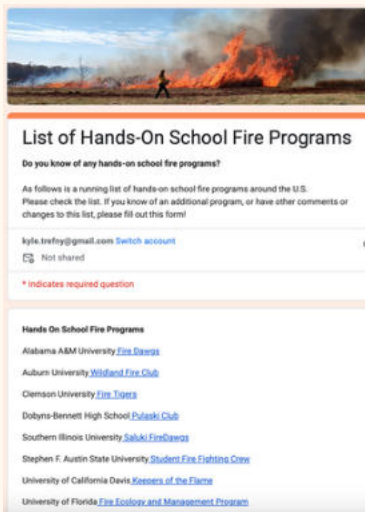 List of Hands-On School Fire Programs
Do you know of any hands-on school fire programs?
As follows is a running list of hands-on school fire programs around the U.S.
Please check the list. If you know of an additional program, or have other comments or
changes to this list, please fill out this form!
kyle.trefny@gmail.com Switch account
Not shared
* Indicates required question
Hands On School Fire Programs
Alabama A&M University Fire Dawgs
Auburn University Wildland Fire Club
Clemson University Fire Tigers
Dobyns-Bennett High School Pulaski Club
Southern Illinois University Saluki FireDawgs
Stephen F. Austin State University Student Fire Fighting Crew
University of California Davis Keepers of the Flame
University of Florida Fire Ecology and Management Program